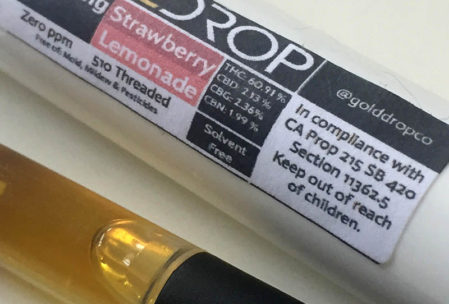 DROP
Zero ppm
Free of: Mold, Mildew & Pesticides
510 Threaded
Strawberry
Lemonade
THC: 60.91%
CBD: 2.13%
CBG: 2.36%
CBN: 1.99%
Solvent
Free
@golddropco
In compliance with
CA Prop 215 SB 420
Section 11362.5
Keep out of reach
of children.